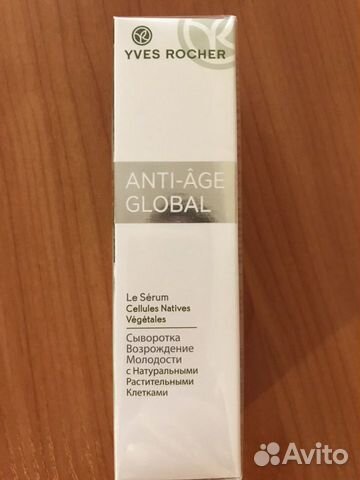 YVES ROCHER
ANTI-ÂGE
GLOBAL
Le Sérum
Cellules Natives
Végétales
Сыворотка
Возрождение
Молодости
с Натуральными
Растительными
Клетками
Avito